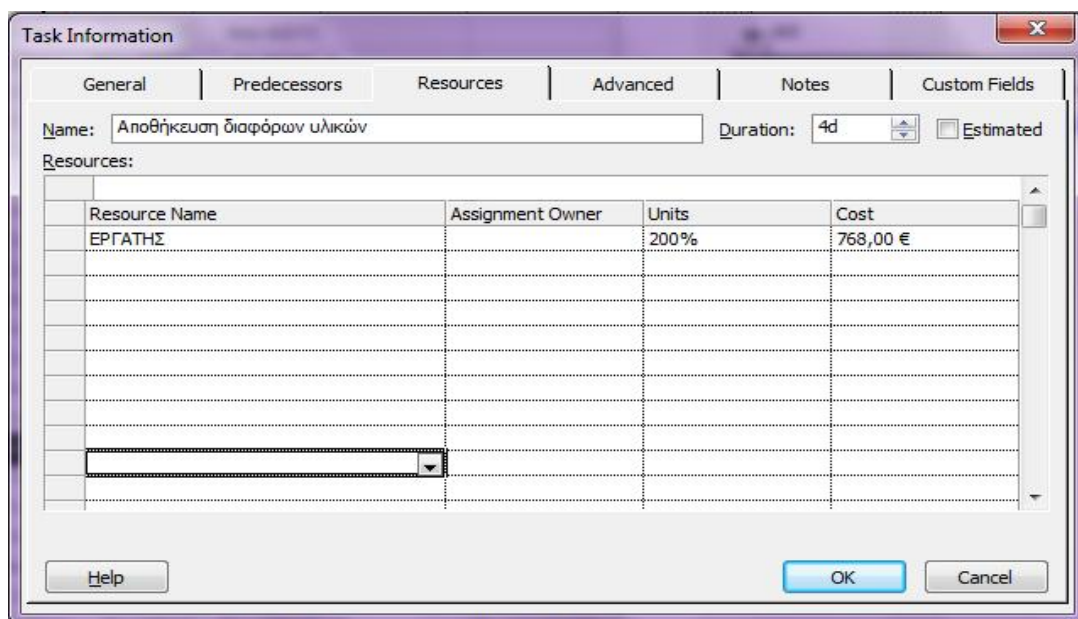 Task Information
General Predecessors Resources Advanced Notes Custom Fields
Name: Αποθήκευση διαφόρων υλικών Duration: 4d Estimated
Resources:
Resource Name Assignment Owner Units Cost
ΕΡΓΑΤΗΣ 200% 768,00 €
Help OK Cancel